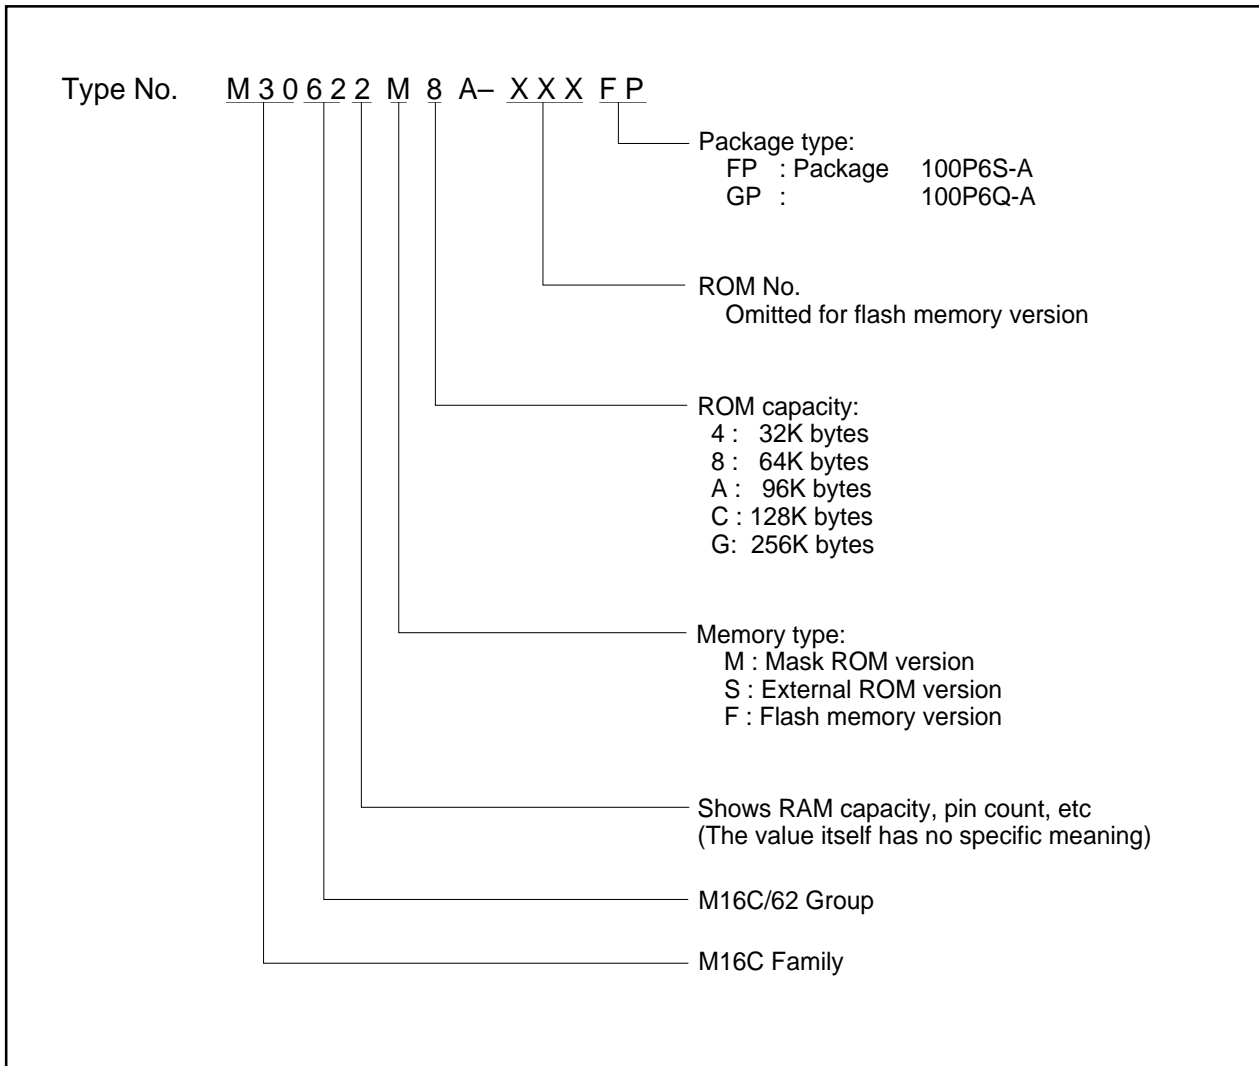 Type No. M 3 0 6 2 2 M 8 A– X X X F P
Package type:
FP : Package 100P6S-A
GP : 100P6Q-A
ROM No.
Omitted for flash memory version
ROM capacity:
4 : 32K bytes
8 : 64K bytes
A : 96K bytes
C : 128K bytes
G: 256K bytes
Memory type:
M : Mask ROM version
S : External ROM version
F : Flash memory version
Shows RAM capacity, pin count, etc
(The value itself has no specific meaning)
M16C/62 Group
M16C Family